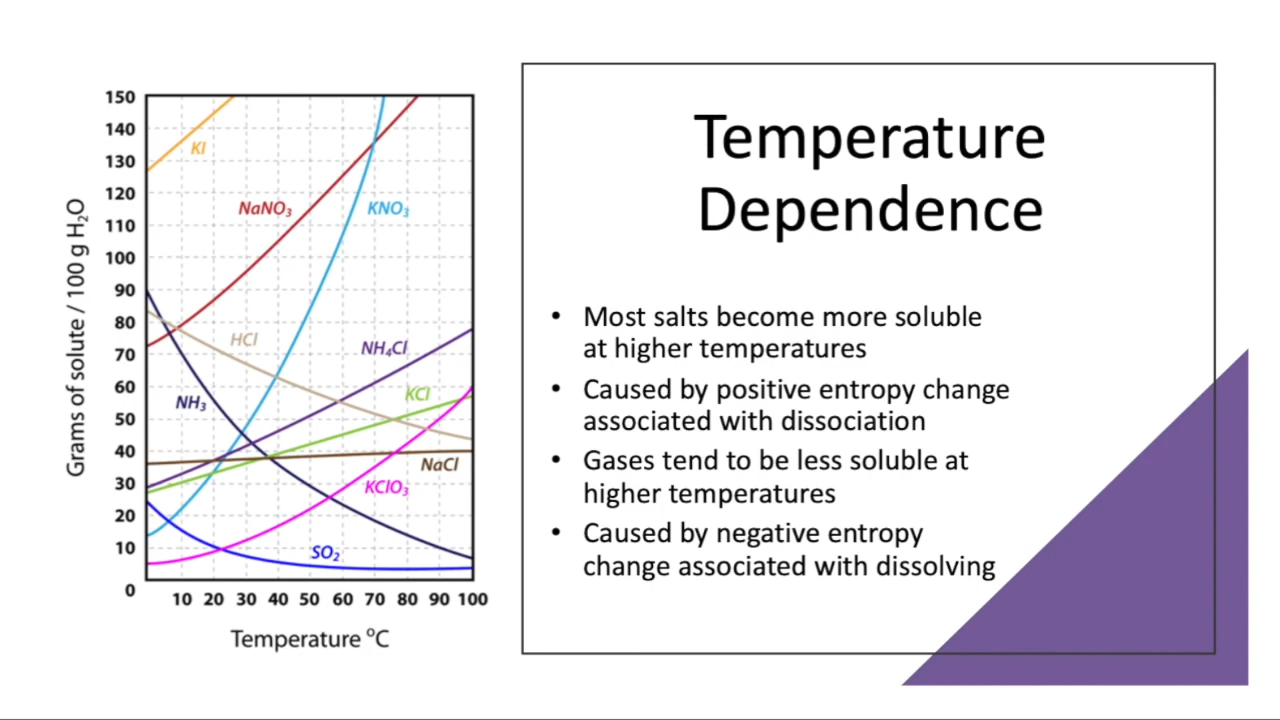 Temperature
Dependence
• Most salts become more soluble
at higher temperatures
• Caused by positive entropy change
associated with dissociation
• Gases tend to be less soluble at
higher temperatures
• Caused by negative entropy
change associated with dissolving
Grams of solute / 100 g H₂O
150
140
130
120
110
100
90
80
70
60
50
40
30
20
10
0
KI
NaNO₃
KNO₃
HCl
NH₄Cl
NH₃
KCl
NaCl
KClO₃
SO₂
10 20 30 40 50 60 70 80 90 100
Temperature ⁰C